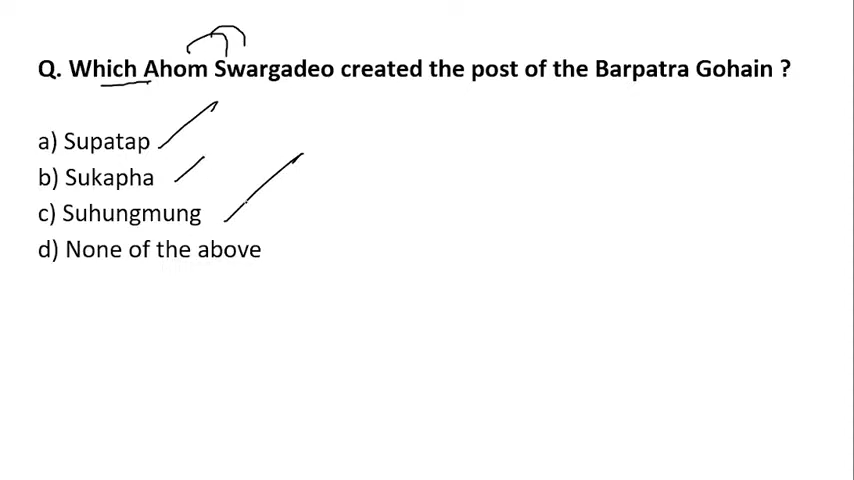 Q. Which Ahom Swargadeo created the post of the Barpatra Gohain ?
a) Supatap
b) Sukapha
c) Suhungmung
d) None of the above